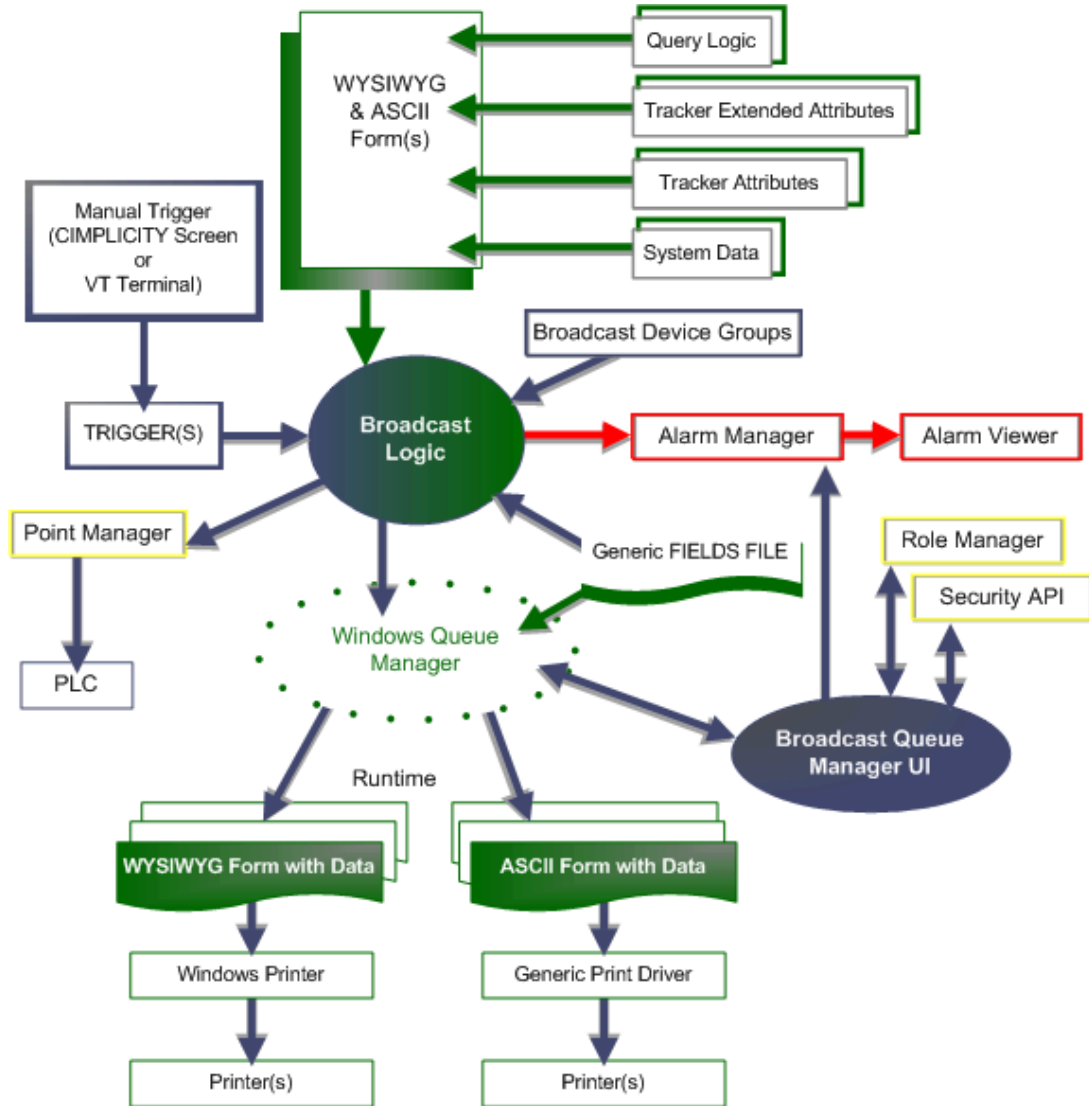 WYSIWYG
& ASCII
Form(s)
Query Logic
Tracker Extended Attributes
Tracker Attributes
System Data
Manual Trigger
(CIMPLICITY Screen
or
VT Terminal)
Broadcast Device Groups
TRIGGER(S)
Broadcast
Logic
Alarm Manager
Alarm Viewer
Point Manager
Generic FIELDS FILE
Role Manager
Security API
Windows Queue
Manager
PLC
Broadcast Queue
Manager UI
Runtime
WYSIWYG Form with Data
ASCII Form with Data
Windows Printer
Generic Print Driver
Printer(s)
Printer(s)